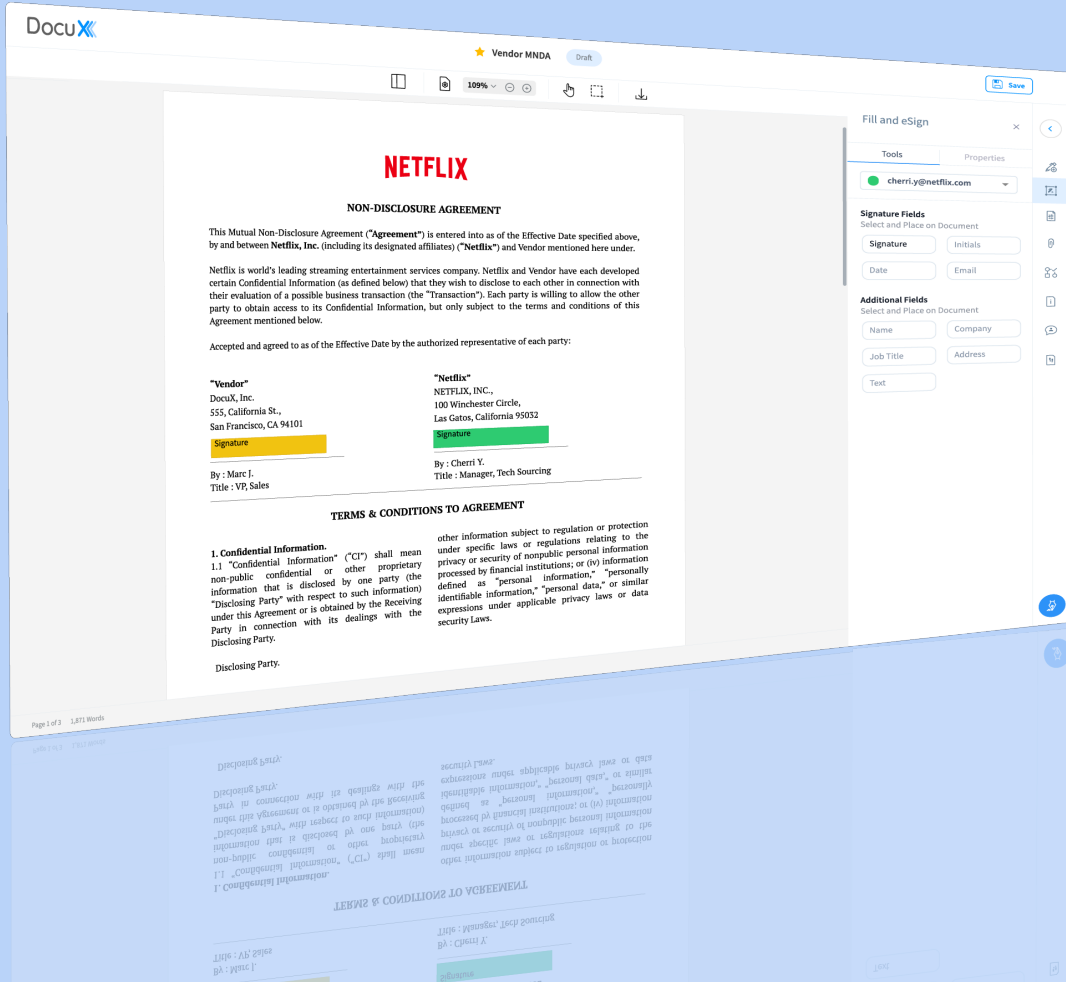 DocuX
Vendor MNDA
Draft
109%
Save
NETFLIX
NON-DISCLOSURE AGREEMENT
This Mutual Non-Disclosure Agreement (“Agreement”) is entered into as of the Effective Date specified above,
by and between Netflix, Inc. (including its designated affiliates) (“Netflix”) and Vendor mentioned here under.
Netflix is world's leading streaming entertainment services company. Netflix and Vendor have each developed
certain Confidential Information (as defined below) that they wish to disclose to each other in connection with
their evaluation of a possible business transaction (the “Transaction”). Each party is willing to allow the other
party to obtain access to its Confidential Information, but only subject to the terms and conditions of this
Agreement mentioned below.
Accepted and agreed to as of the Effective Date by the authorized representative of each party:
“Vendor”
DocuX, Inc.
555, California St.,
San Francisco, CA 94101
Signature
By : Marc J.
Title : VP, Sales
“Netflix”
NETFLIX, INC.,
100 Winchester Circle,
Las Gatos, California 95032
Signature
By : Cherri Y.
Title : Manager, Tech Sourcing
TERMS & CONDITIONS TO AGREEMENT
1. Confidential Information.
1.1 “Confidential Information” (“CI”) shall mean
non-public confidential or other proprietary
information that is disclosed by one party (the
“Disclosing Party” with respect to such information)
under this Agreement or is obtained by the Receiving
Party in connection with its dealings with the
Disclosing Party.
Disclosing Party.
other information subject to regulation or protection
under specific laws or regulations relating to the
privacy or security of nonpublic personal information
processed by financial institutions; or (iv) information
defined as “personal information,” “personally
identifiable information,” “personal data,” or similar
expressions under applicable privacy laws or data
security Laws.
Page 1 of 3 1,871 Words
Fill and eSign
Tools
Properties
cherri.y@netflix.com
Signature Fields
Select and Place on Document
Signature
Initials
Date
Email
Additional Fields
Select and Place on Document
Name
Company
Job Title
Address
Text